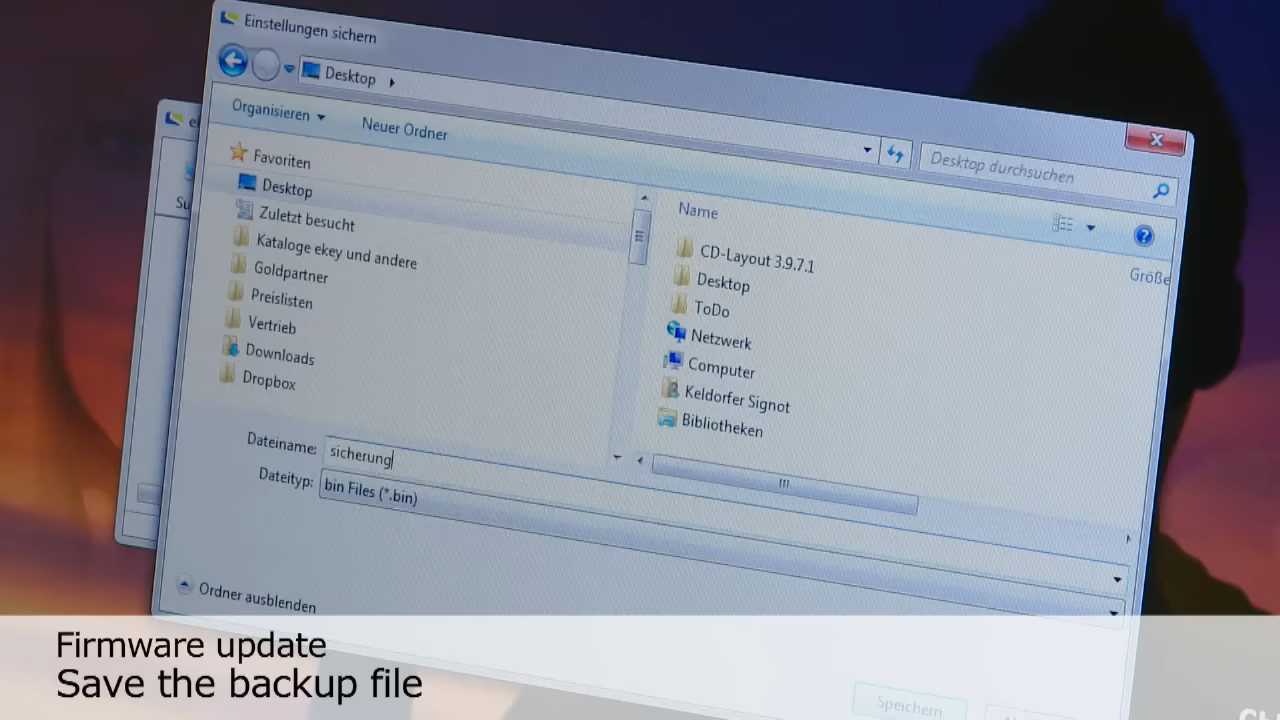 Einstellungen sichern
Desktop
Desktop durchsuchen
Organisieren
Neuer Ordner
Favoriten
Desktop
Zuletzt besucht
Kataloge ekey und andere
Goldpartner
Preislisten
Vertrieb
Downloads
Dropbox
Name
Größe
CD-Layout 3.9.7.1
Desktop
ToDo
Netzwerk
Computer
Keldorfer Signot
Bibliotheken
Dateiname: sicherung
Dateityp: bin Files (*.bin)
Ordner ausblenden
Speichern
Firmware update
Save the backup file